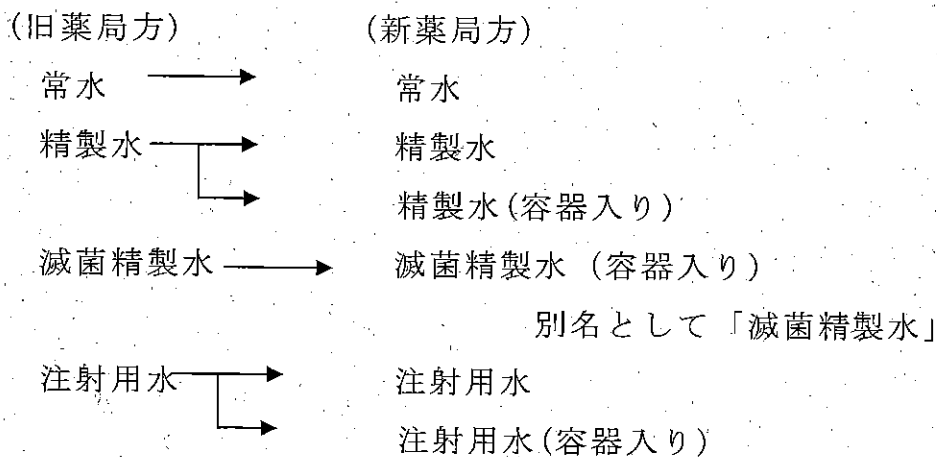 (旧薬局方) (新薬局方)
常水 常水
精製水 精製水
精製水(容器入り)
滅菌精製水 滅菌精製水 (容器入り)
別名として「滅菌精製水」
注射用水 注射用水
注射用水(容器入り)